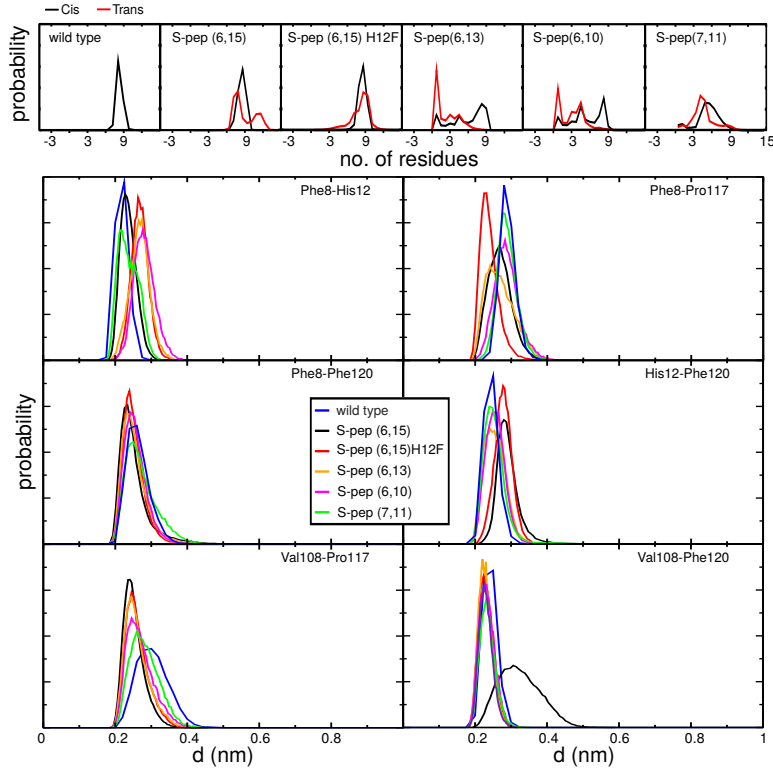 Cis Trans
wild type S-pep (6,15) S-pep (6,15) H12F S-pep(6,13) S-pep(6,10) S-pep(7,11)
probability
-3 3 9 -3 3 9 -3 3 9 -3 3 9 -3 3 9 -3 3 9 15
no. of residues
Phe8-His12 Phe8-Pro117
Phe8-Phe120 His12-Phe120
probability
wild type
S-pep (6,15)
S-pep (6,15)H12F
S-pep (6,13)
S-pep (6,10)
S-pep (7,11)
Val108-Pro117 Val108-Phe120
0 0.2 0.4 0.6 0.8 0.2 0.4 0.6 0.8 1
d (nm) d (nm)